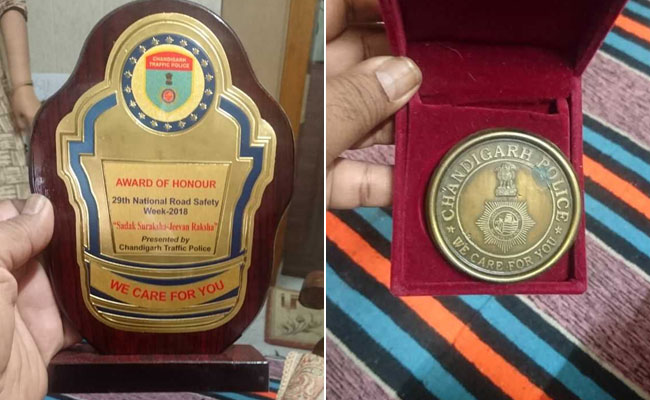 CHANDIGARH
TRAFFIC POLICE
AWARD OF HONOUR
29th National Road Safety
Week-2018
"Sadak Suraksha-Jeevan Raksha"
Presented by
Chandigarh Traffic Police
WE CARE FOR YOU
CHANDIGARH POLICE
WE CARE FOR YOU